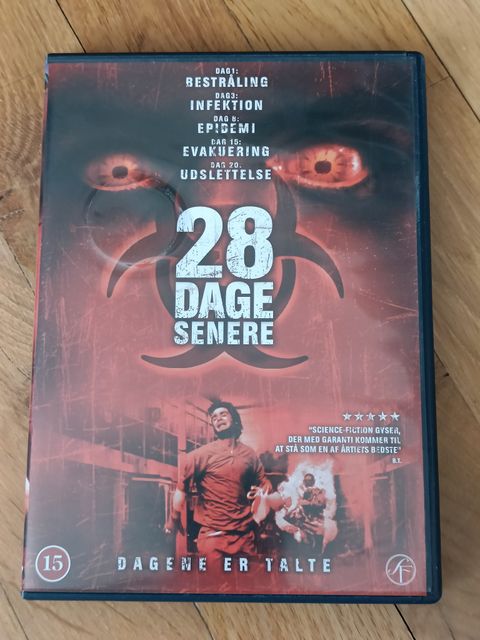 DAG1:
BESTRÅLING
DAG3:
INFEKTION
DAG 8:
EPIDEMI
DAG 15:
EVAKUERING
DAG 20:
UDSLETTELSE
28
DAGE
SENERE
"SCIENCE-FICTION GYSER,
DER MED GARANTI KOMMER TIL
AT STÅ SOM EN AF ÅRTIETS BEDSTE"
B.T.
15
DAGENE ER TALTE
SF